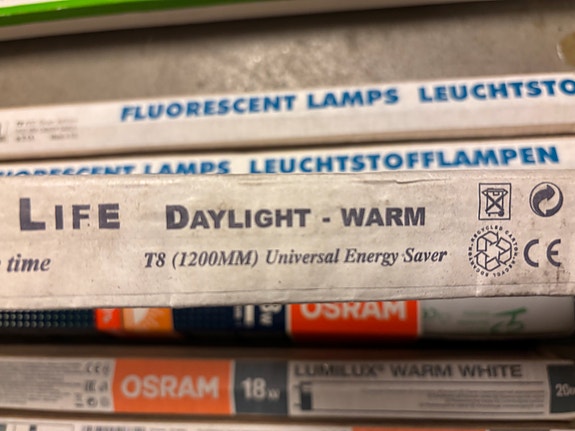 FLUORESCENT LAMPS LEUCHTSTO
LAMPS LEUCHTSTOFFLAMPEN
LIFE DAYLIGHT - WARM
time T8 (1200MM) Universal Energy Saver
CE
OSRAM
OSRAM 18W LUMILUX® WARM WHITE